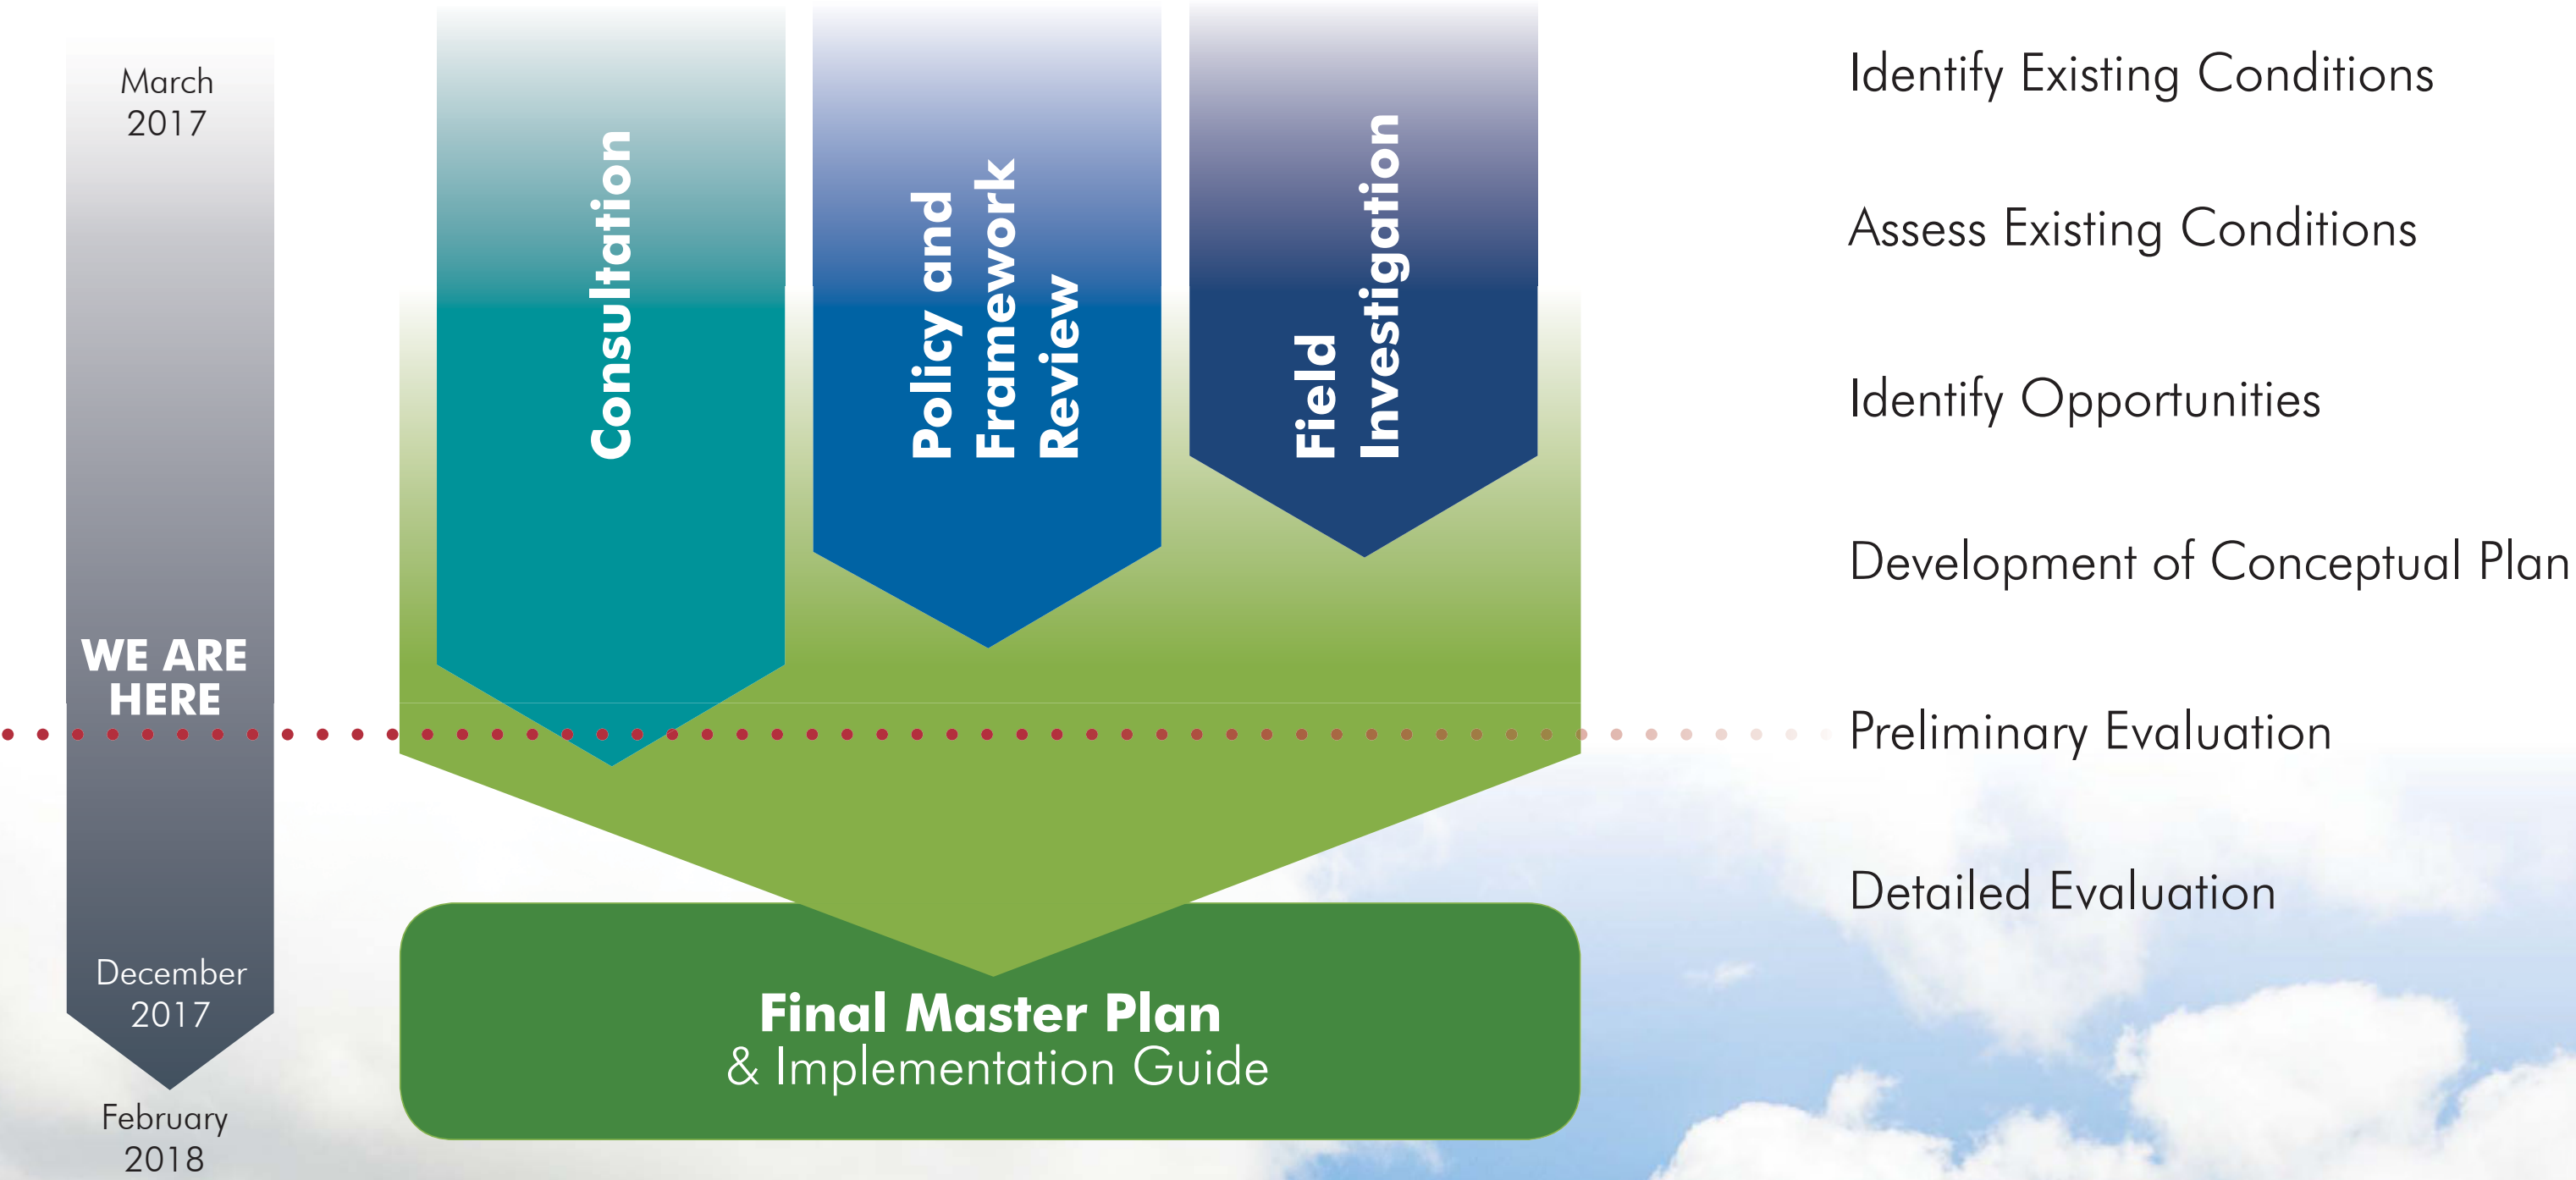 March
2017
WE ARE
HERE
December
2017
February
2018
Consultation
Policy and
Framework
Review
Field
Investigation
Final Master Plan
& Implementation Guide
Identify Existing Conditions
Assess Existing Conditions
Identify Opportunities
Development of Conceptual Plan
Preliminary Evaluation
Detailed Evaluation